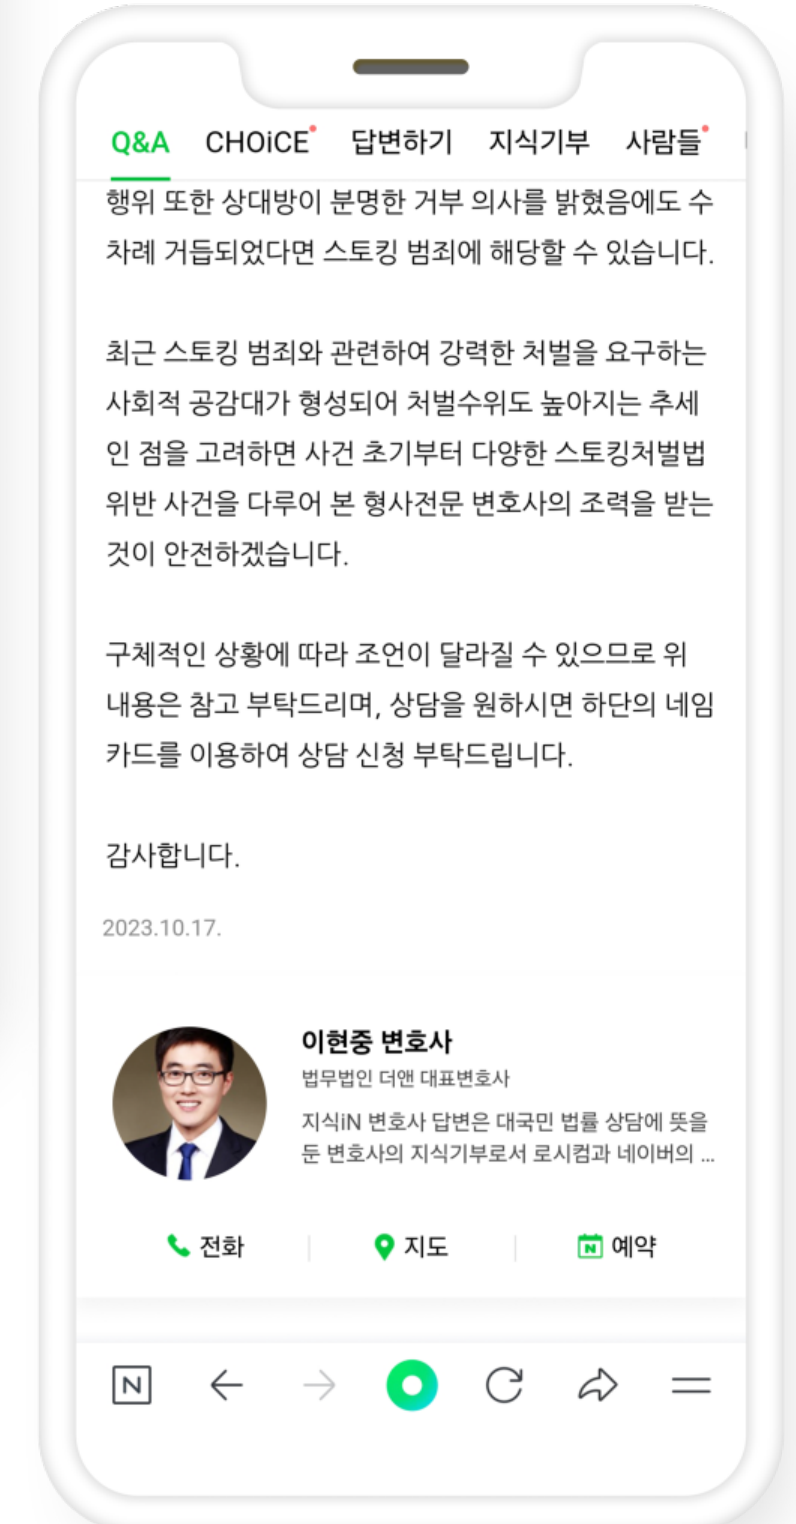 Q&A CHOiCE 답변하기 지식기부 사람들
행위 또한 상대방이 분명한 거부 의사를 밝혔음에도 수
차례 거듭되었다면 스토킹 범죄에 해당할 수 있습니다.
최근 스토킹 범죄와 관련하여 강력한 처벌을 요구하는
사회적 공감대가 형성되어 처벌수위도 높아지는 추세
인 점을 고려하면 사건 초기부터 다양한 스토킹처벌법
위반 사건을 다루어 본 형사전문 변호사의 조력을 받는
것이 안전하겠습니다.
구체적인 상황에 따라 조언이 달라질 수 있으므로 위
내용은 참고 부탁드리며, 상담을 원하시면 하단의 네임
카드를 이용하여 상담 신청 부탁드립니다.
감사합니다.
2023.10.17.
이현중 변호사
법무법인 더앤 대표변호사
지식iN 변호사 답변은 대국민 법률 상담에 뜻을
둔 변호사의 지식기부로서 로시컴과 네이버의 ...
전화 지도 N 예약
N